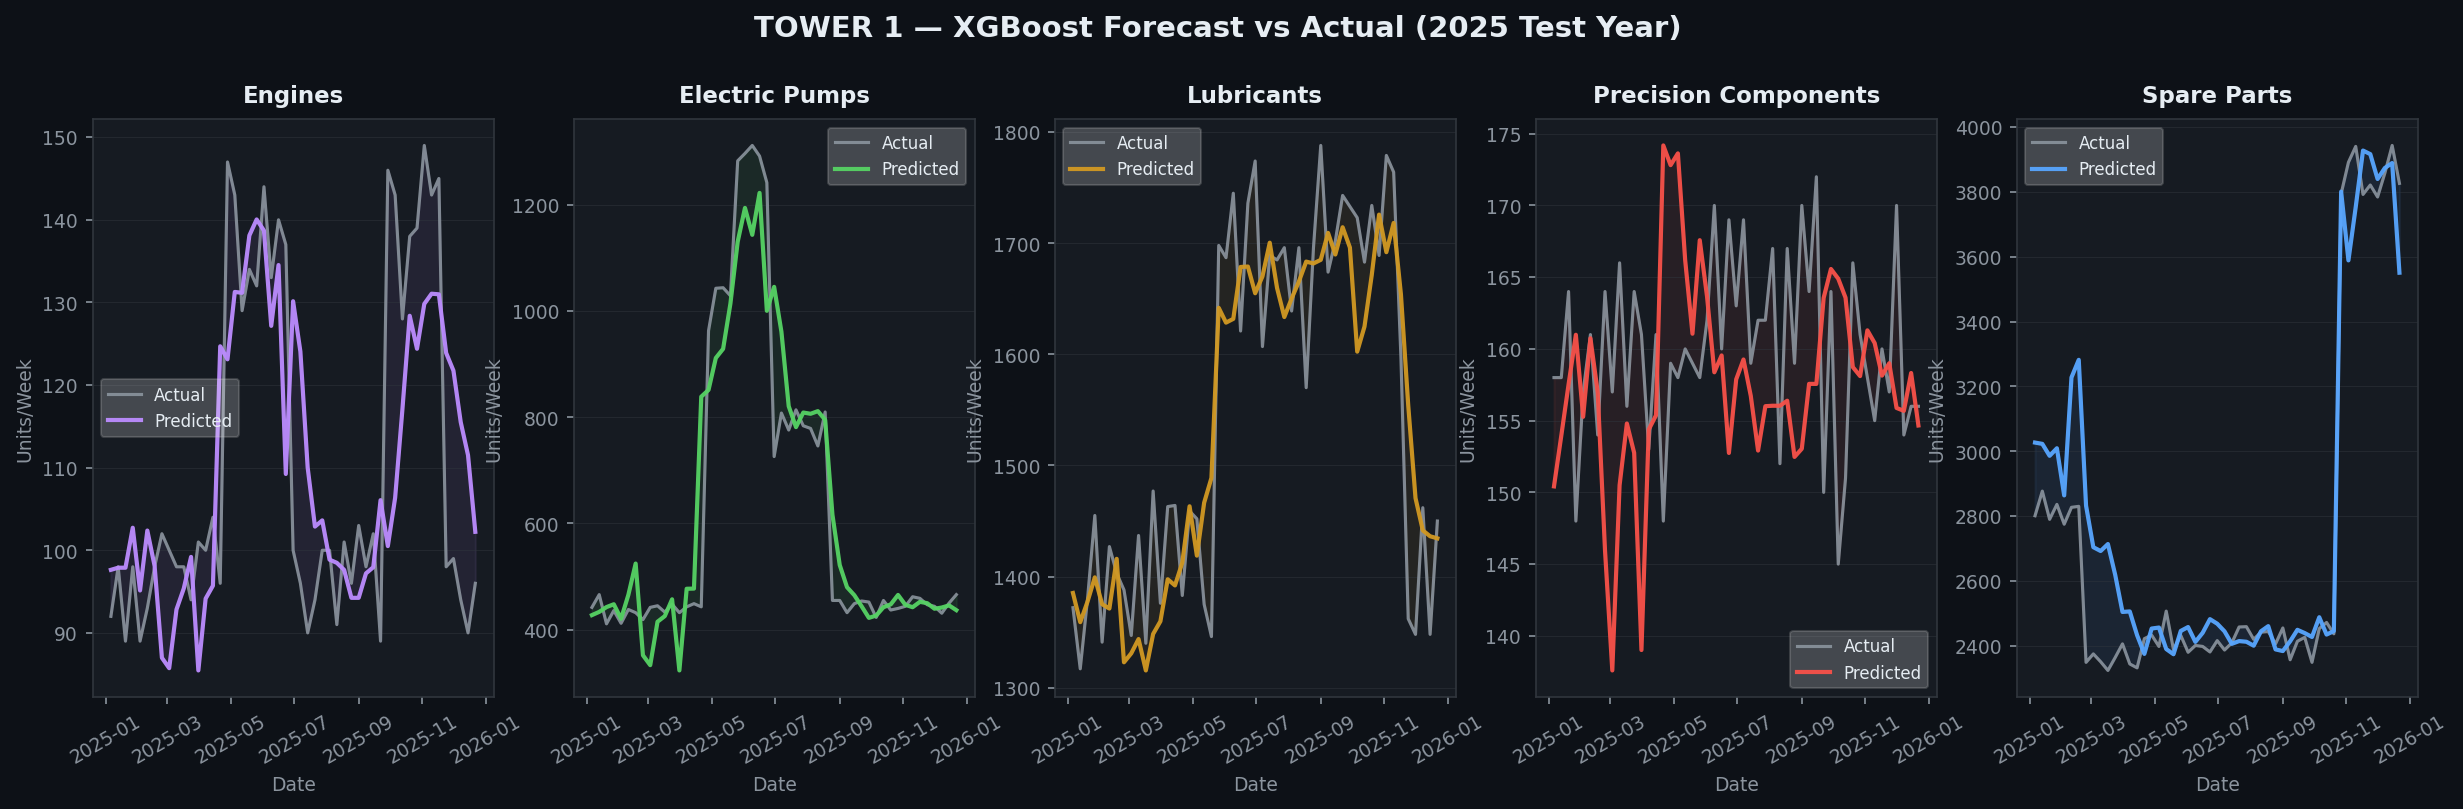 TOWER 1 — XGBoost Forecast vs Actual (2025 Test Year)
Engines
Units/Week
150
140
130
120
110
100
90
Actual
Predicted
2025-01
2025-03
2025-05
2025-07
2025-09
2025-11
2026-01
Date
Electric Pumps
Units/Week
1200
1000
800
600
400
Actual
Predicted
2025-01
2025-03
2025-05
2025-07
2025-09
2025-11
2026-01
Date
Lubricants
Units/Week
1800
1700
1600
1500
1400
1300
Actual
Predicted
2025-01
2025-03
2025-05
2025-07
2025-09
2025-11
2026-01
Date
Precision Components
Units/Week
175
170
165
160
155
150
145
140
Actual
Predicted
2025-01
2025-03
2025-05
2025-07
2025-09
2025-11
2026-01
Date
Spare Parts
Units/Week
4000
3800
3600
3400
3200
3000
2800
2600
2400
Actual
Predicted
2025-01
2025-03
2025-05
2025-07
2025-09
2025-11
2026-01
Date